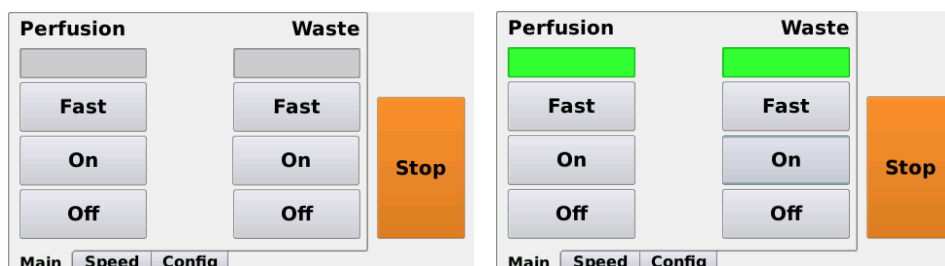 Perfusion Waste
Fast Fast
On On
Stop
Off Off
Main Speed Config
Perfusion Waste
Fast Fast
On On
Stop
Off Off
Main Speed Config